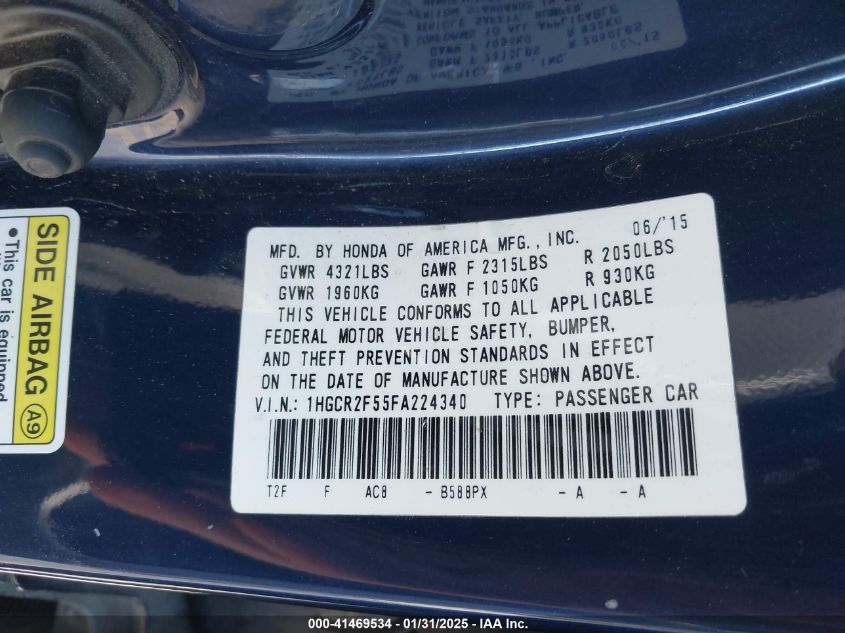 MFD. BY HONDA OF AMERICA MFG., INC. 06/'15
GVWR 4321LBS GAWR F 2315LBS R 2050LBS
GVWR 1960KG GAWR F 1050KG R 930KG
THIS VEHICLE CONFORMS TO ALL APPLICABLE
FEDERAL MOTOR VEHICLE SAFETY, BUMPER,
AND THEFT PREVENTION STANDARDS IN EFFECT
ON THE DATE OF MANUFACTURE SHOWN ABOVE.
V.I.N.: 1HGCR2F55FA224340 TYPE: PASSENGER CAR
T2F F AC8 - B588PX - A - A
SIDE AIRBAG A9
• This car is equipped
000-41469534 - 01/31/2025 - IAA Inc.